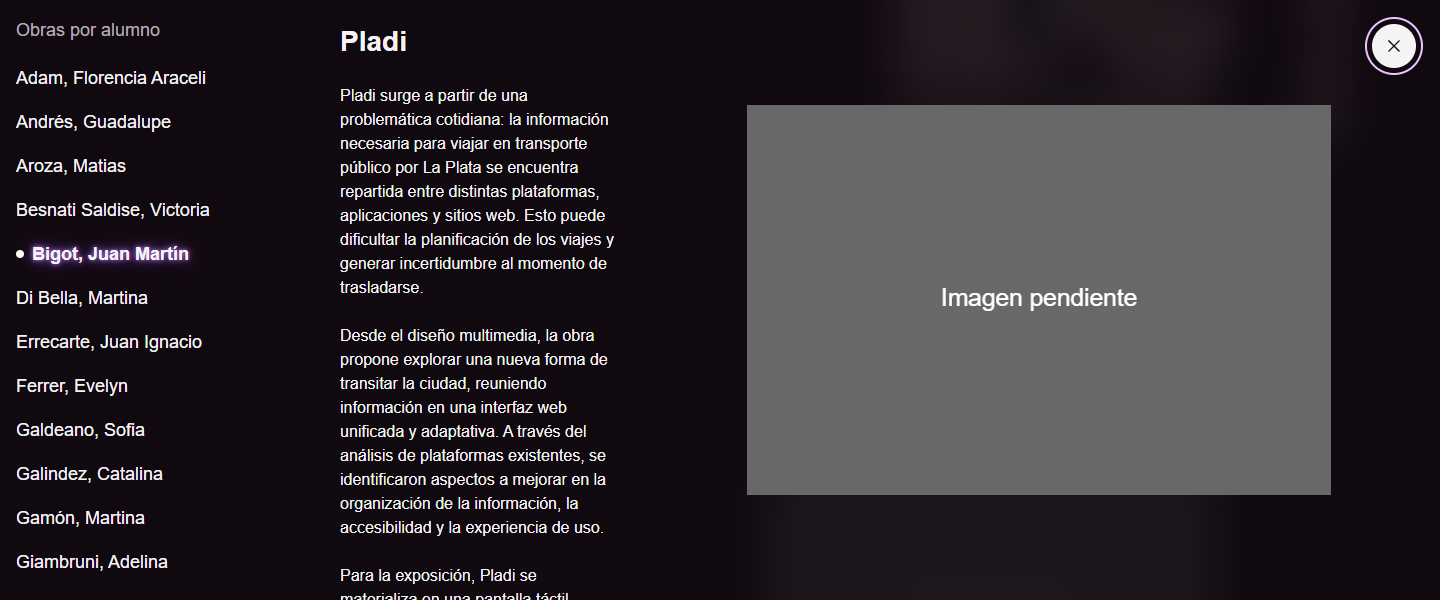 Obras por alumno
Adam, Florencia Araceli
Andrés, Guadalupe
Aroza, Matias
Besnati Saldise, Victoria
Bigot, Juan Martín
Di Bella, Martina
Errecarte, Juan Ignacio
Ferrer, Evelyn
Galdeano, Sofia
Galindez, Catalina
Gamón, Martina
Giambruni, Adelina
Pladi
Pladi surge a partir de una
problemática cotidiana: la información
necesaria para viajar en transporte
público por La Plata se encuentra
repartida entre distintas plataformas,
aplicaciones y sitios web. Esto puede
dificultar la planificación de los viajes y
generar incertidumbre al momento de
trasladarse.
Desde el diseño multimedia, la obra
propone explorar una nueva forma de
transitar la ciudad, reuniendo
información en una interfaz web
unificada y adaptativa. A través del
análisis de plataformas existentes, se
identificaron aspectos a mejorar en la
organización de la información, la
accesibilidad y la experiencia de uso.
Para la exposición, Pladi se
materializa en una pantalla táctil
Imagen pendiente